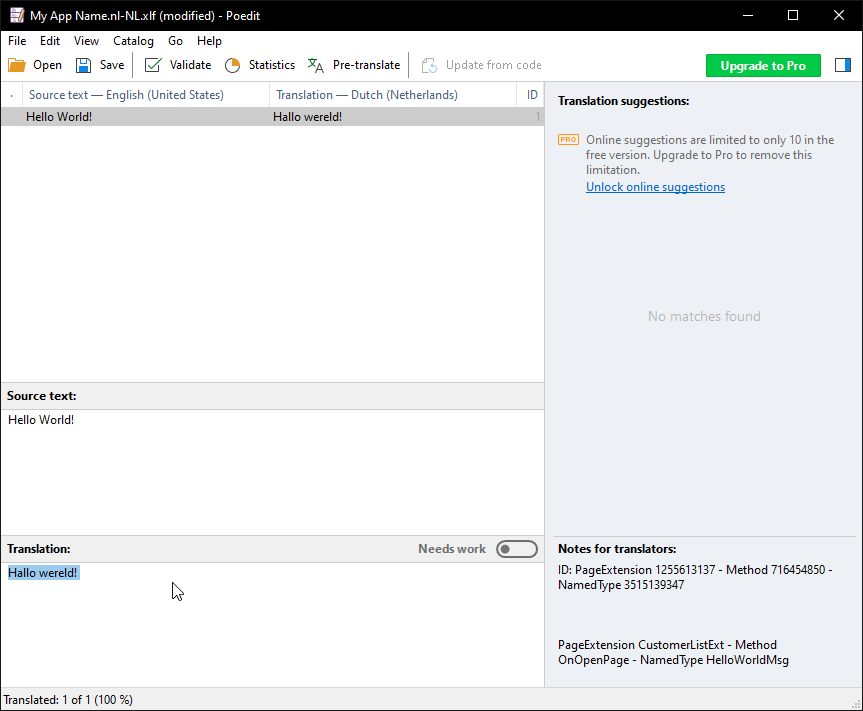 My App Name.nl-NL.xlf (modified) - Poedit
File Edit View Catalog Go Help
Open Save Validate Statistics Pre-translate Update from code Upgrade to Pro
Source text — English (United States) Translation — Dutch (Netherlands) ID
Hello World! Hallo wereld! 1
Translation suggestions:
PRO Online suggestions are limited to only 10 in the
free version. Upgrade to Pro to remove this
limitation.
Unlock online suggestions
No matches found
Source text:
Hello World!
Translation: Needs work
Hallo wereld!
Notes for translators:
ID: PageExtension 1255613137 - Method 716454850 -
NamedType 3515139347
PageExtension CustomerListExt - Method
OnOpenPage - NamedType HelloWorldMsg
Translated: 1 of 1 (100 %)